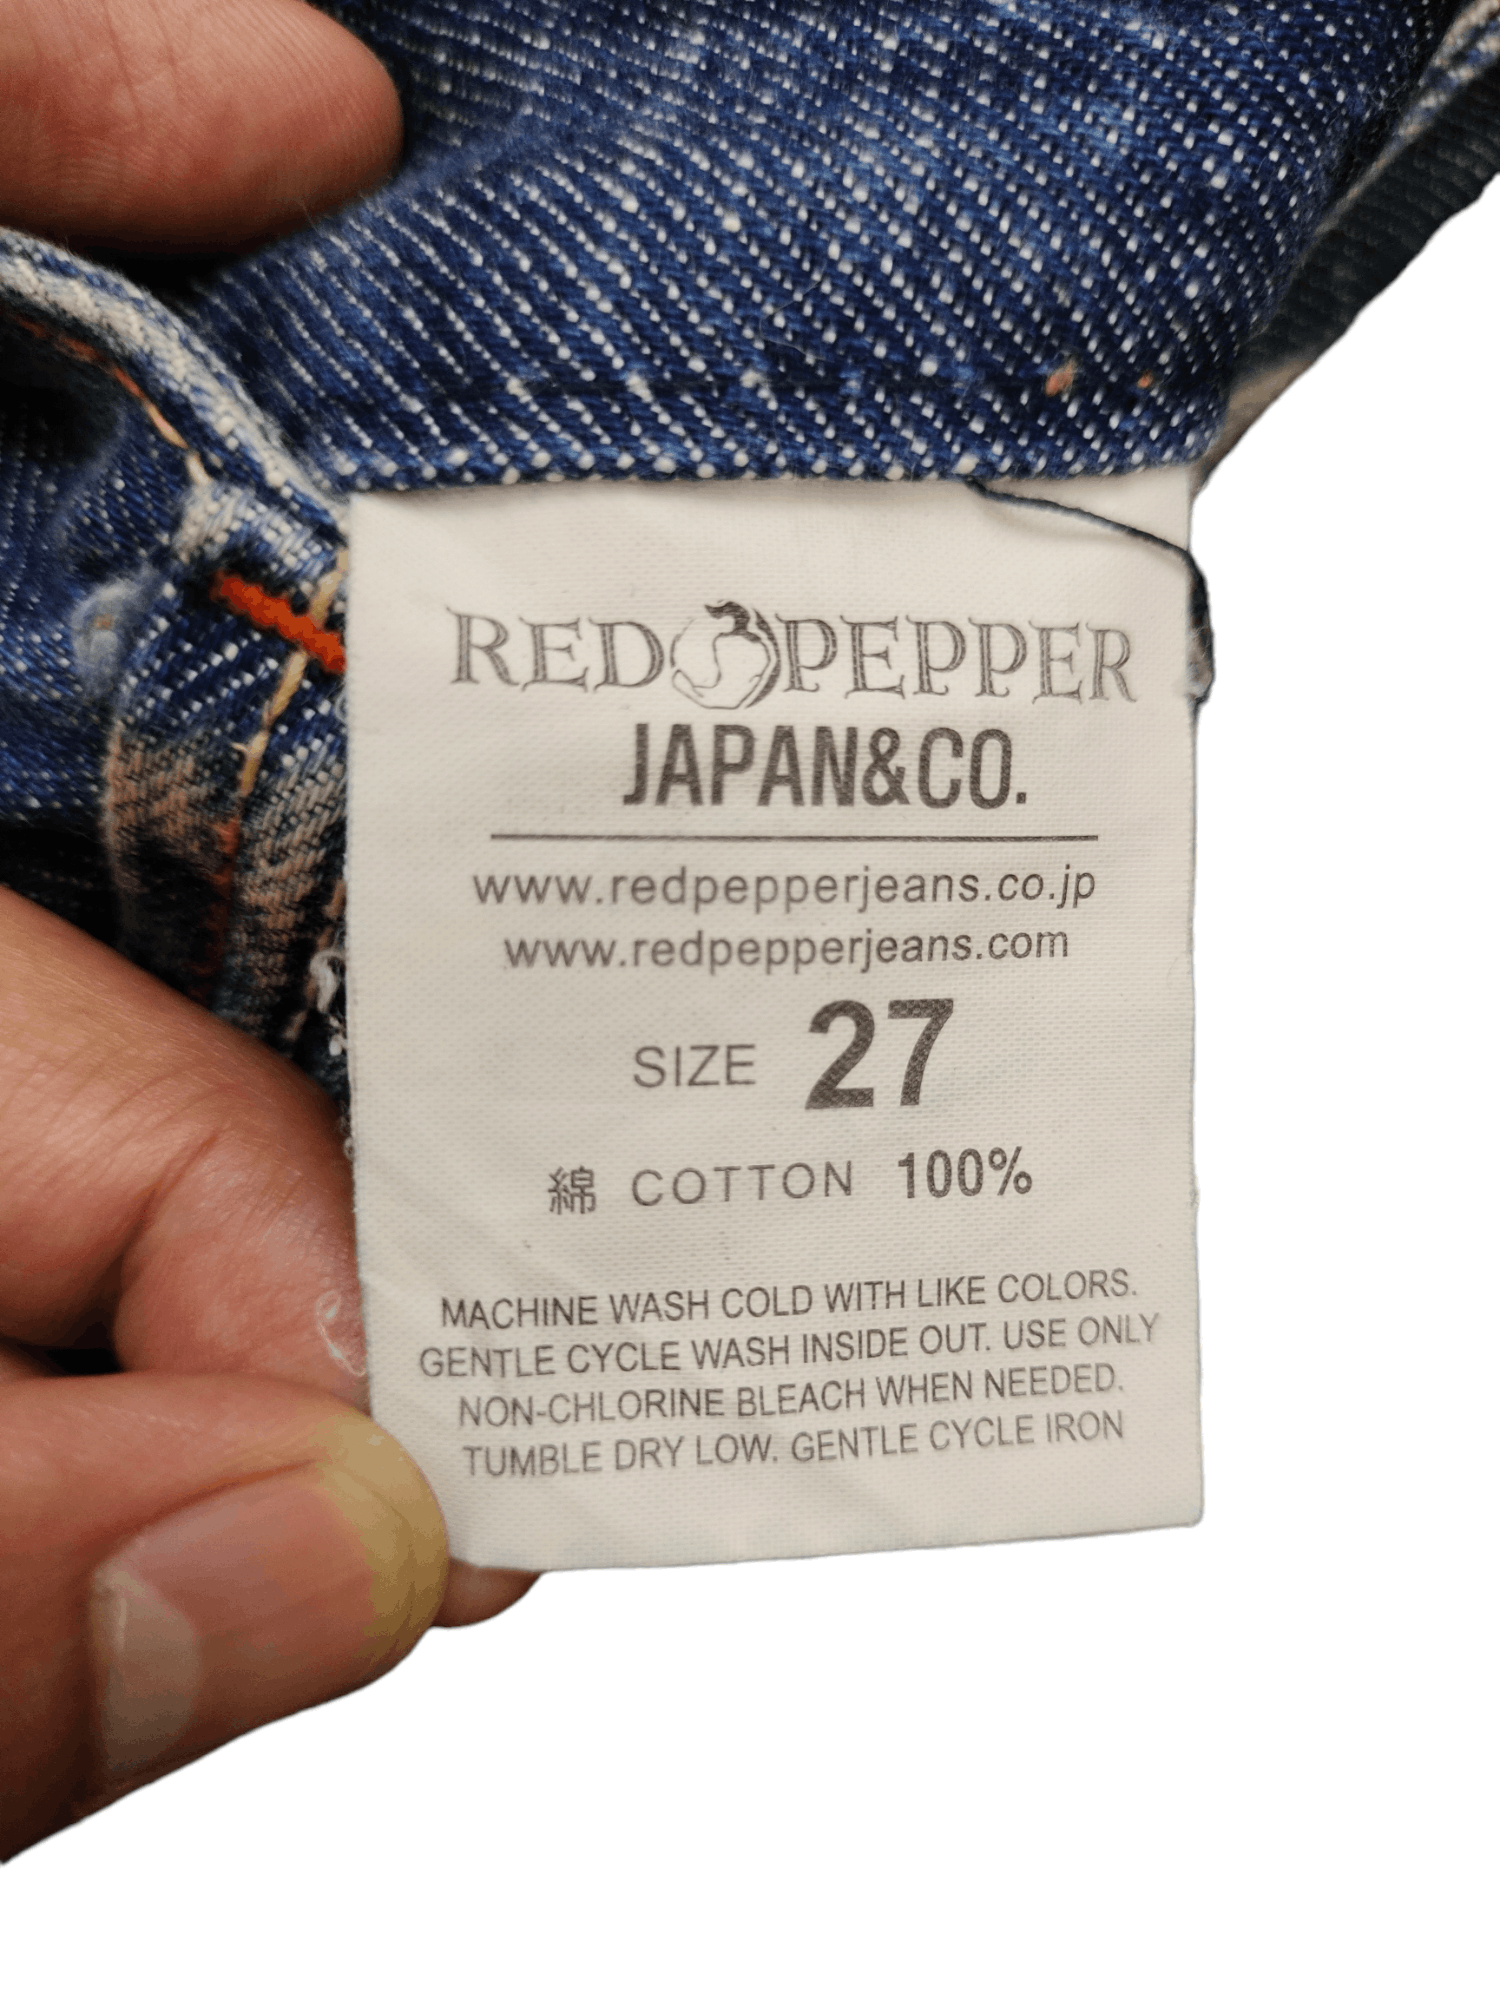 RED PEPPER
JAPAN&CO.
www.redpepperjeans.co.jp
www.redpepperjeans.com
SIZE 27
綿 COTTON 100%
MACHINE WASH COLD WITH LIKE COLORS.
GENTLE CYCLE WASH INSIDE OUT. USE ONLY
NON-CHLORINE BLEACH WHEN NEEDED.
TUMBLE DRY LOW. GENTLE CYCLE IRON